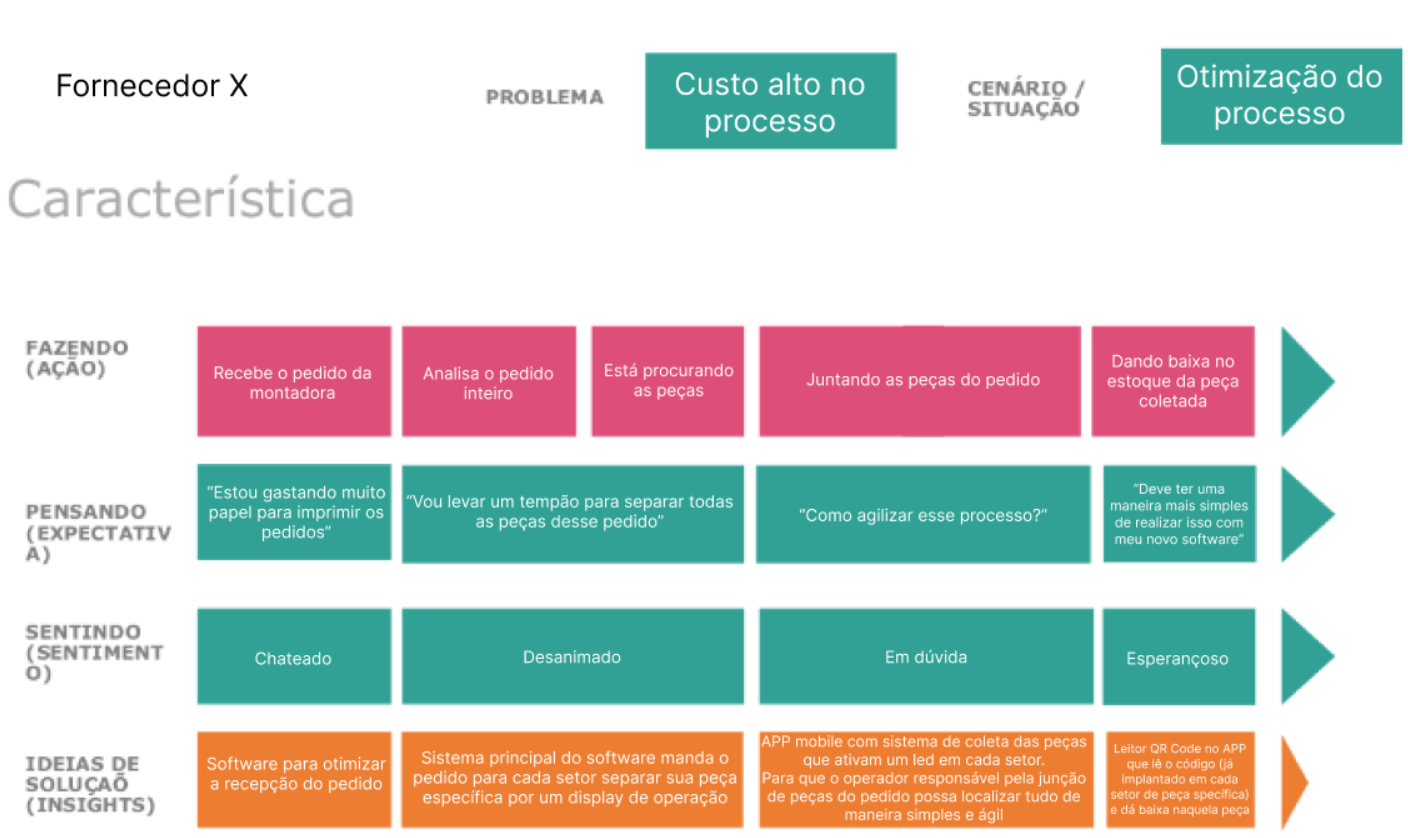 Fornecedor X
PROBLEMA
Custo alto no
processo
CENÁRIO /
SITUAÇÃO
Otimização do
processo
Característica
FAZENDO
(AÇÃO)
Recebe o pedido da
montadora
Analisa o pedido
inteiro
Está procurando
as peças
Juntando as peças do pedido
Dando baixa no
estoque da peça
coletada
PENSANDO
(EXPECTATIV
A)
“Estou gastando muito
papel para imprimir os
pedidos”
“Vou levar um tempão para separar todas
as peças desse pedido”
“Como agilizar esse processo?”
“Deve ter uma
maneira mais simples
de realizar isso com
meu novo software”
SENTINDO
(SENTIMENT
O)
Chateado
Desanimado
Em dúvida
Esperançoso
IDEIAS DE
SOLUÇAÕ
(INSIGHTS)
Software para otimizar
a recepção do pedido
Sistema principal do software manda o
pedido para cada setor separar sua peça
específica por um display de operação
APP mobile com sistema de coleta das peças
que ativam um led em cada setor.
Para que o operador responsável pela junção
de peças do pedido possa localizar tudo de
maneira simples e ágil
Leitor QR Code no APP
que lê o código (já
implantado em cada
setor de peça específica)
e dá baixa naquela peça